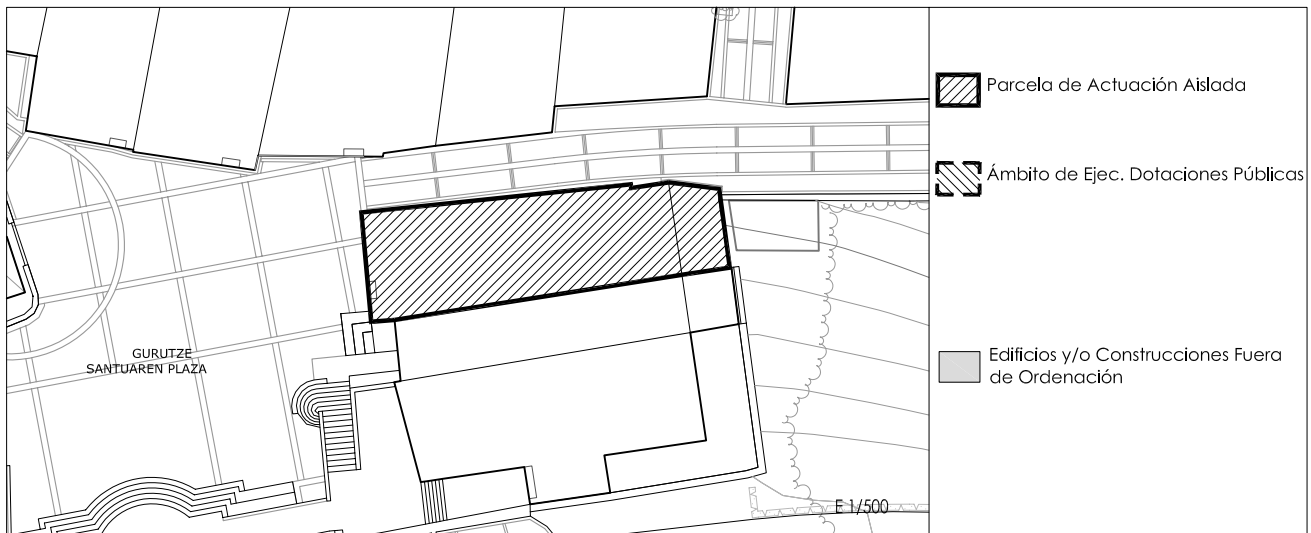 Parcela de Actuación Aislada
Ámbito de Ejec. Dotaciones Públicas
Edificios y/o Construcciones Fuera
de Ordenación
GURUTZE
SANTUAREN PLAZA
E 1/500